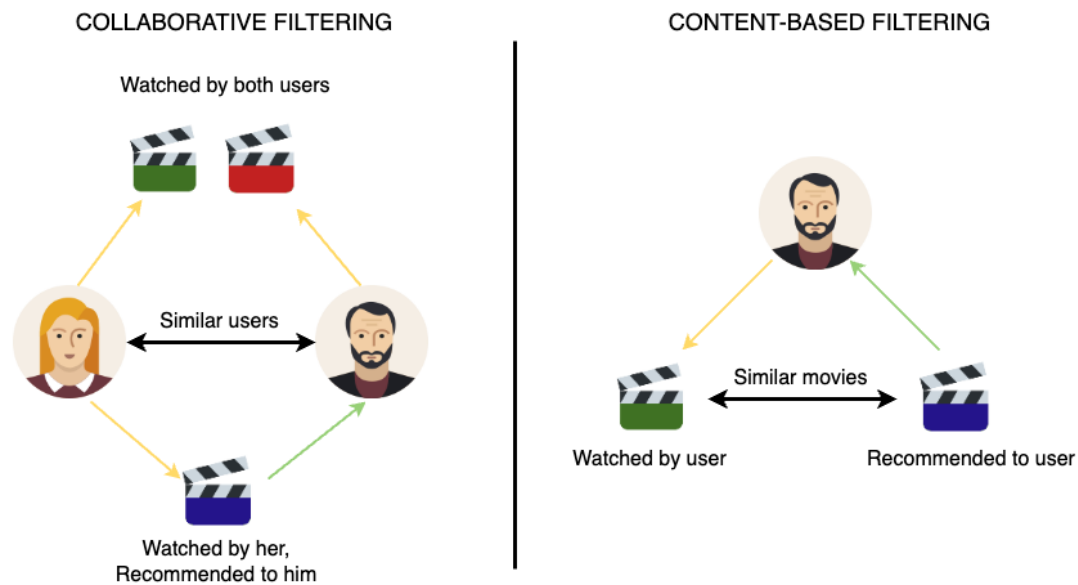 COLLABORATIVE FILTERING
Watched by both users
Similar users
Watched by her,
Recommended to him
CONTENT-BASED FILTERING
Similar movies
Watched by user
Recommended to user